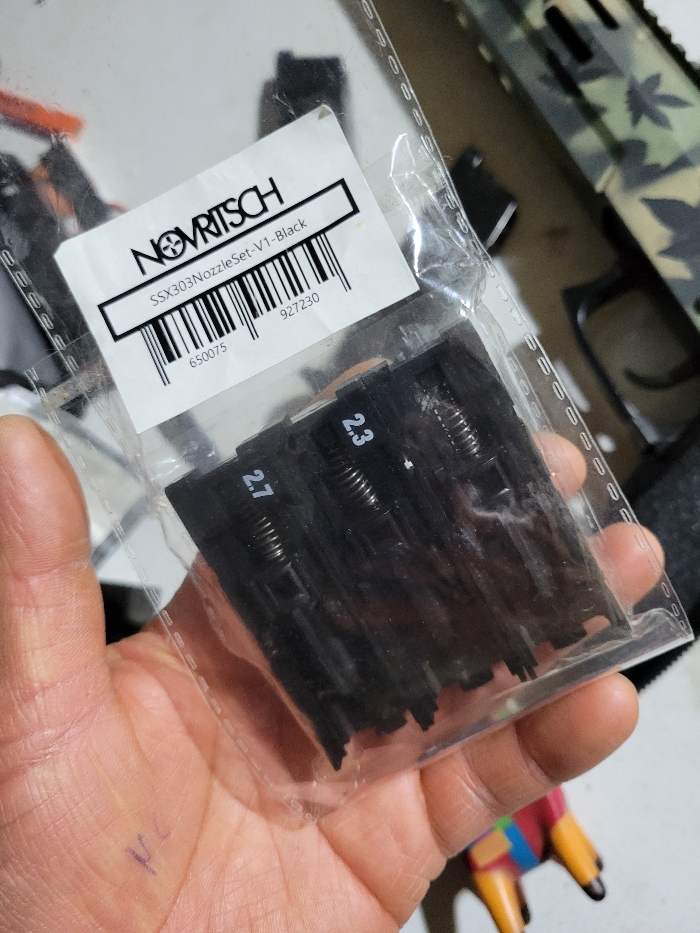 NOVRITSCH
SSX303NozzleSet-V1-Black
650075 927230
2.7
2.3